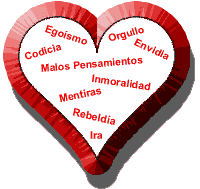 Egoísmo
Orgullo
Codicia
Envidia
Malos Pensamientos
Inmoralidad
Mentiras
Rebeldía
Ira